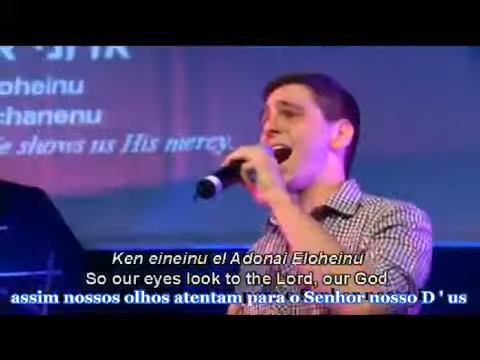 oheinu
chanenu
e shows us His mercy.
Ken eineinu el Adonai Eloheinu
So our eyes look to the Lord, our God
assim nossos olhos atentam para o Senhor nosso D ' us